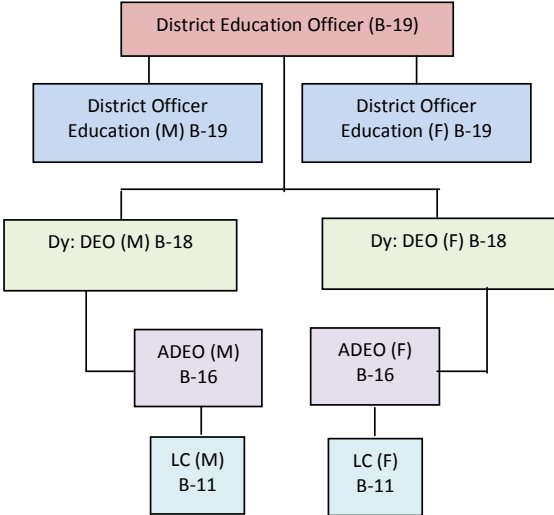 District Education Officer (B-19)
District Officer
Education (M) B-19
District Officer
Education (F) B-19
Dy: DEO (M) B-18
Dy: DEO (F) B-18
ADEO (M)
B-16
ADEO (F)
B-16
LC (M)
B-11
LC (F)
B-11